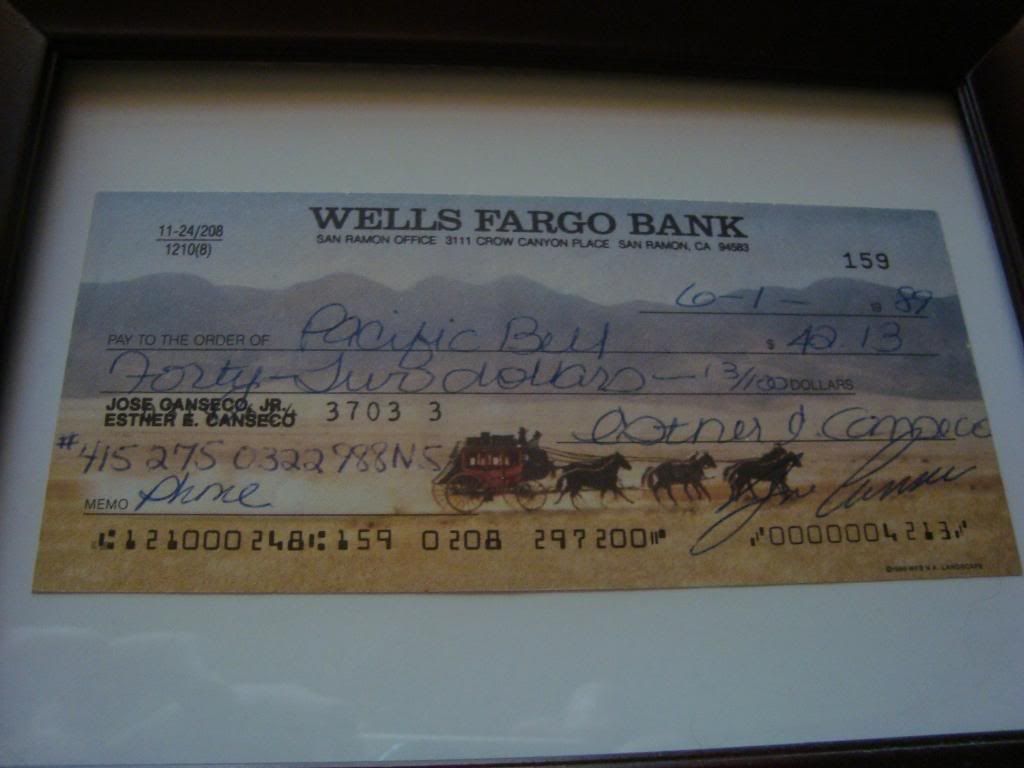 WELLS FARGO BANK
SAN RAMON OFFICE 3111 CROW CANYON PLACE SAN RAMON, CA 94583
11-24/208
1210(8)
159
6-1- 89
PAY TO THE ORDER OF Pacific Bell $ 42.13
Forty-Two dollars — 13/100 DOLLARS
JOSE CANSECO, JR. 3703 3
ESTHER E. CANSECO
Esther E. Canseco
#415 275 0322 988N5
MEMO phone
⑆121000248⑆159 0208 297200⑈ ⑈0000004213⑈